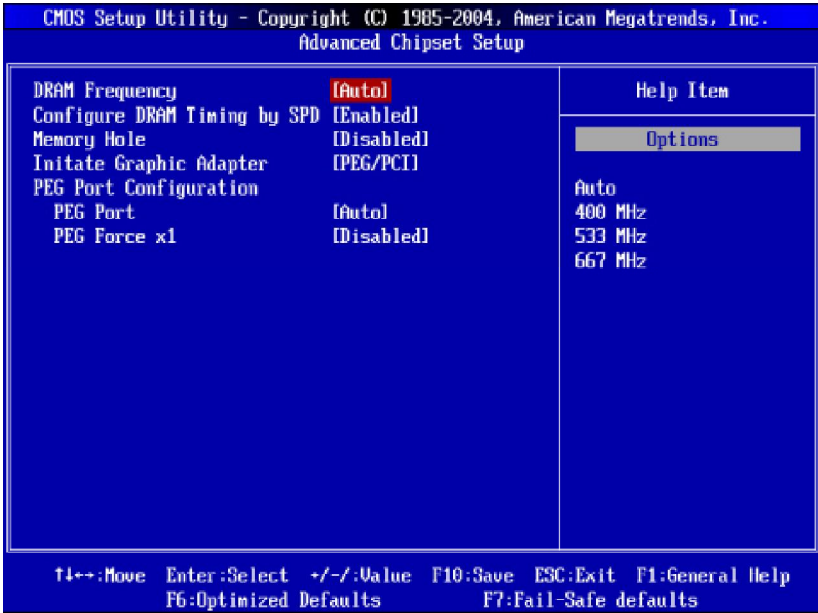 CMOS Setup Utility - Copyright (C) 1985-2004, American Megatrends, Inc.
Advanced Chipset Setup
DRAM Frequency [Auto]
Configure DRAM Timing by SPD [Enabled]
Memory Hole [Disabled]
Initate Graphic Adapter [PEG/PCI]
PEG Port Configuration
PEG Port [Auto]
PEG Force x1 [Disabled]
Help Item
Options
Auto
400 MHz
533 MHz
667 MHz
↑↓←→:Move Enter:Select +/-/:Value F10:Save ESC:Exit F1:General Help
F6:Optimized Defaults F7:Fail-Safe defaults